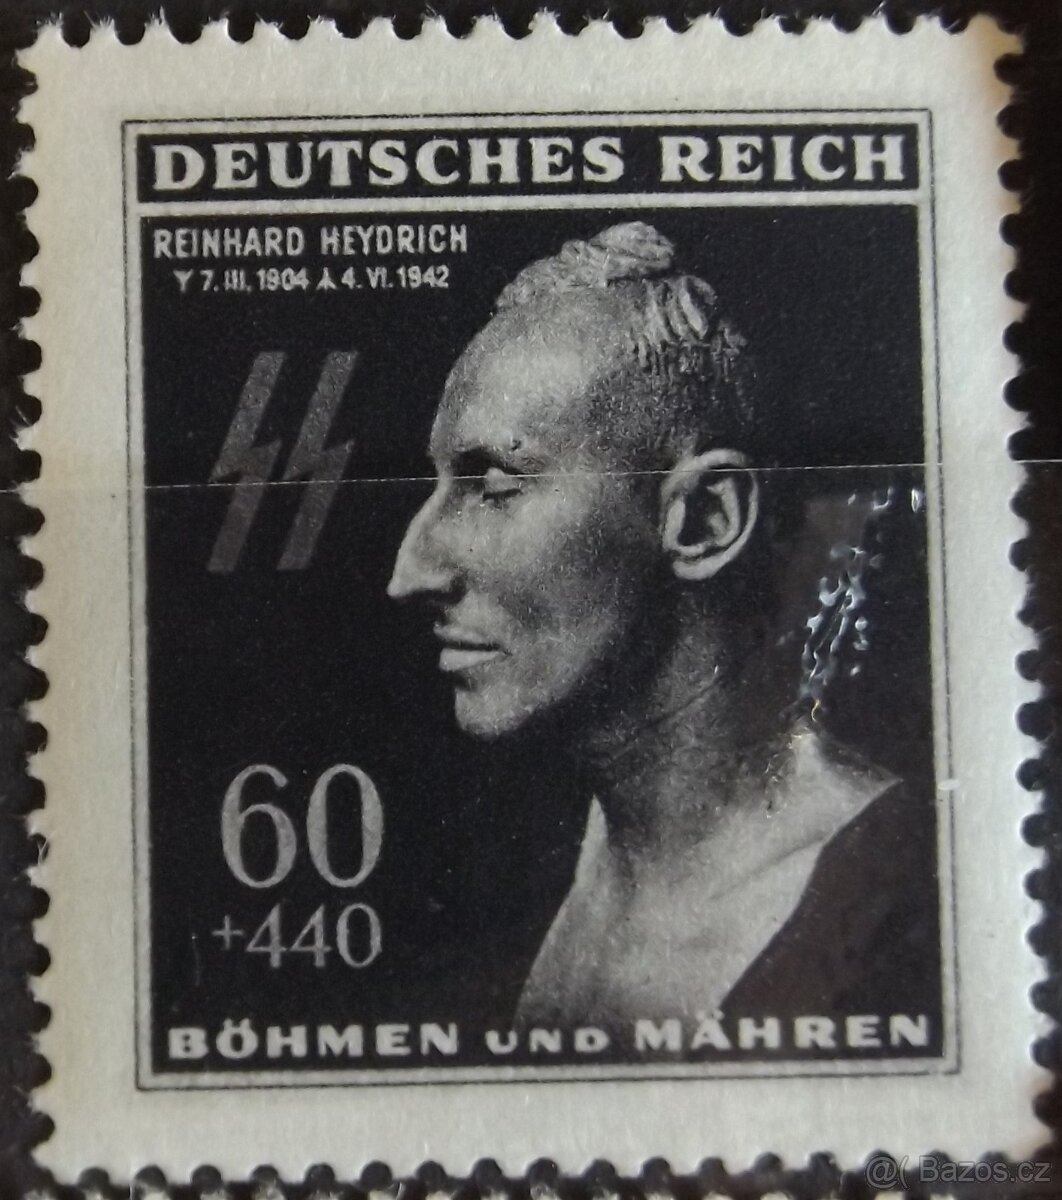 DEUTSCHES REICH
REINHARD HEYDRICH
7. III. 1904 4. VI. 1942
60
+440
BÖHMEN UND MÄHREN
@( Bazos.cz